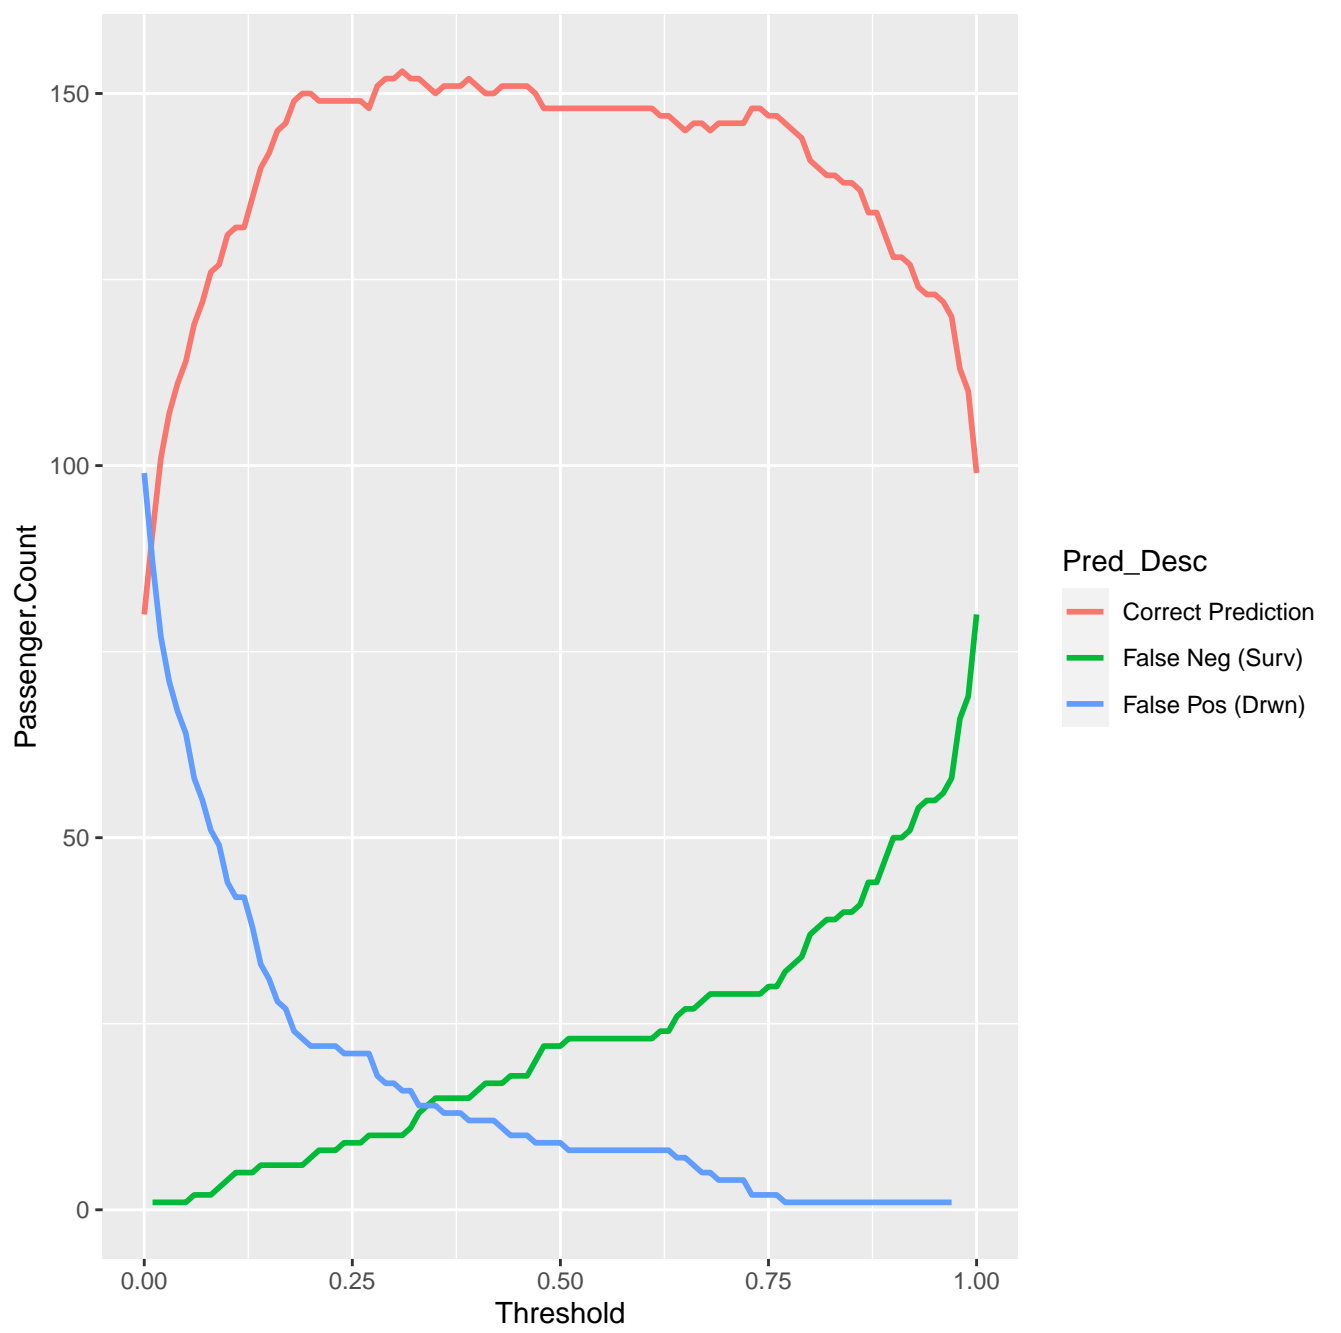 150
100
50
0
Passenger.Count
0.00 0.25 0.50 0.75 1.00
Threshold
Pred_Desc
Correct Prediction
False Neg (Surv)
False Pos (Drwn)